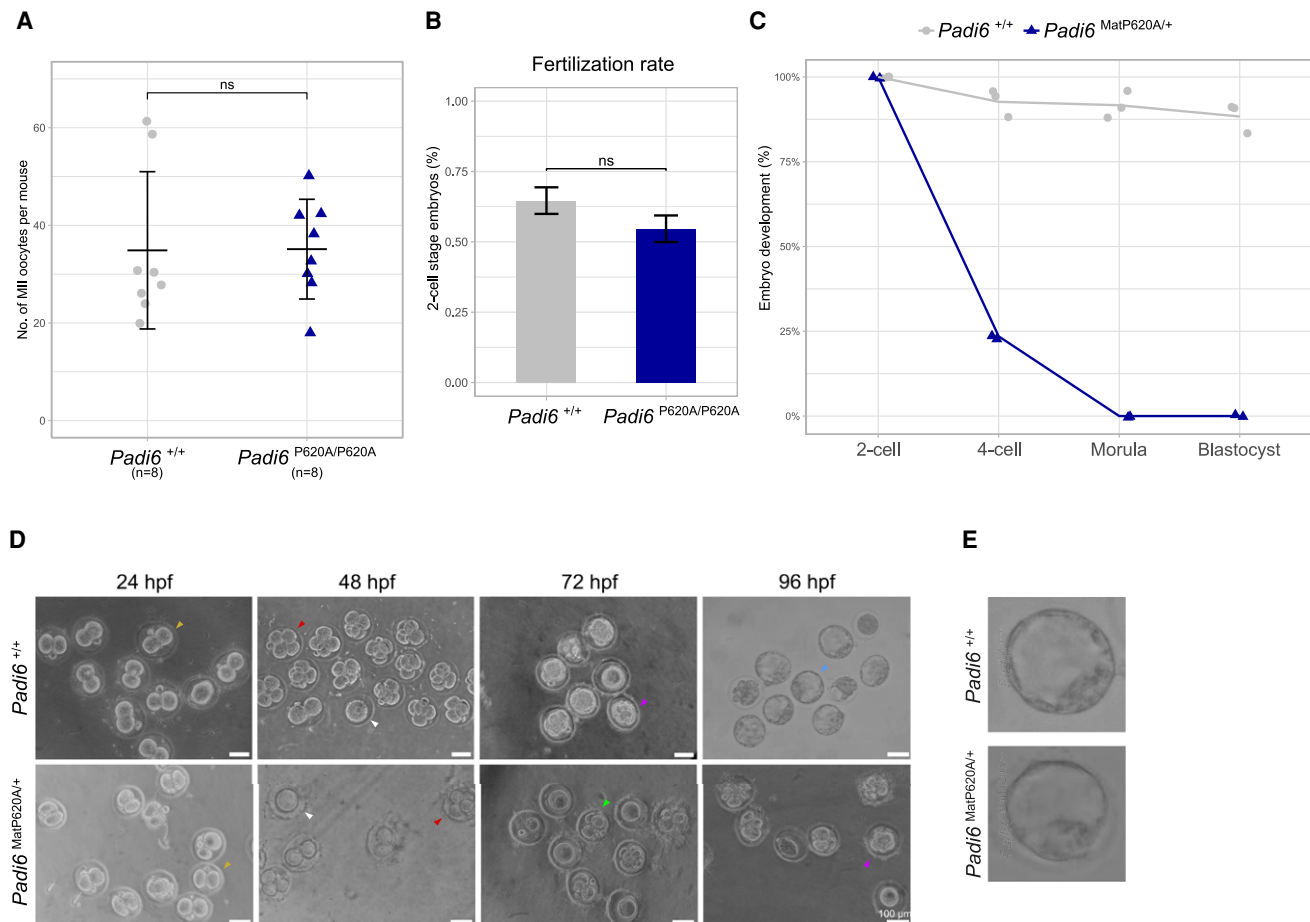 A
No. of MII oocytes per mouse
60
40
20
0
ns
Padi6 +/+
(n=8)
Padi6 P620A/P620A
(n=8)
B
Fertilization rate
2-cell stage embryos (%)
1.00
0.75
0.50
0.25
0.00
ns
Padi6 +/+
Padi6 P620A/P620A
C
Padi6 +/+
Padi6 MatP620A/+
Embryo development (%)
100%
75%
50%
25%
0%
2-cell
4-cell
Morula
Blastocyst
D
24 hpf
48 hpf
72 hpf
96 hpf
Padi6 +/+
Padi6 MatP620A/+
100 µm
E
Padi6 +/+
Padi6 MatP620A/+